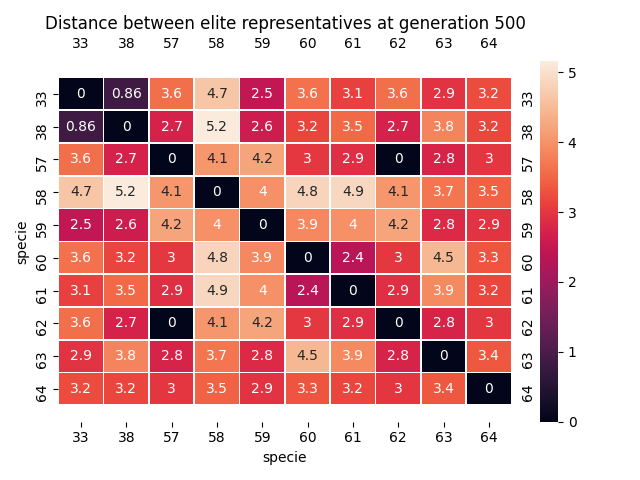 Distance between elite representatives at generation 500
33 38 57 58 59 60 61 62 63 64
33 0 0.86 3.6 4.7 2.5 3.6 3.1 3.6 2.9 3.2 33
38 0.86 0 2.7 5.2 2.6 3.2 3.5 2.7 3.8 3.2 38
57 3.6 2.7 0 4.1 4.2 3 2.9 0 2.8 3 57
58 4.7 5.2 4.1 0 4 4.8 4.9 4.1 3.7 3.5 58
59 2.5 2.6 4.2 4 0 3.9 4 4.2 2.8 2.9 59
60 3.6 3.2 3 4.8 3.9 0 2.4 3 4.5 3.3 60
61 3.1 3.5 2.9 4.9 4 2.4 0 2.9 3.9 3.2 61
62 3.6 2.7 0 4.1 4.2 3 2.9 0 2.8 3 62
63 2.9 3.8 2.8 3.7 2.8 4.5 3.9 2.8 0 3.4 63
64 3.2 3.2 3 3.5 2.9 3.3 3.2 3 3.4 0 64
33 38 57 58 59 60 61 62 63 64
specie
specie
5
4
3
2
1
0